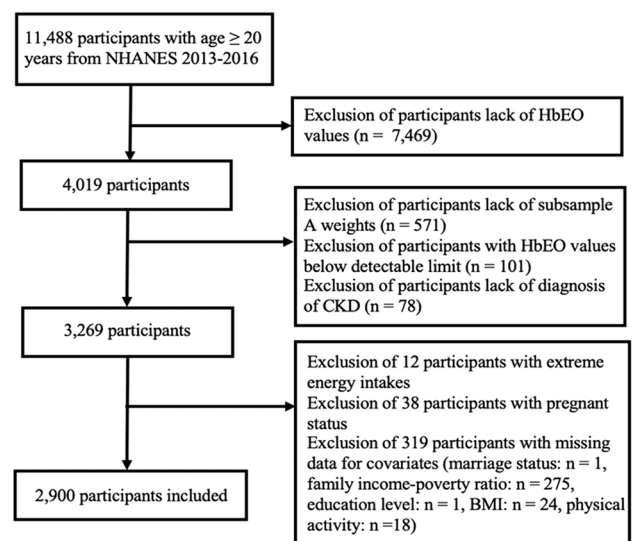 11,488 participants with age ≥ 20
years from NHANES 2013-2016
Exclusion of participants lack of HbEO
values (n = 7,469)
4,019 participants
Exclusion of participants lack of subsample
A weights (n = 571)
Exclusion of participants with HbEO values
below detectable limit (n = 101)
Exclusion of participants lack of diagnosis
of CKD (n = 78)
3,269 participants
Exclusion of 12 participants with extreme
energy intakes
Exclusion of 38 participants with pregnant
status
Exclusion of 319 participants with missing
data for covariates (marriage status: n = 1,
family income-poverty ratio: n = 275,
education level: n = 1, BMI: n = 24, physical
activity: n =18)
2,900 participants included